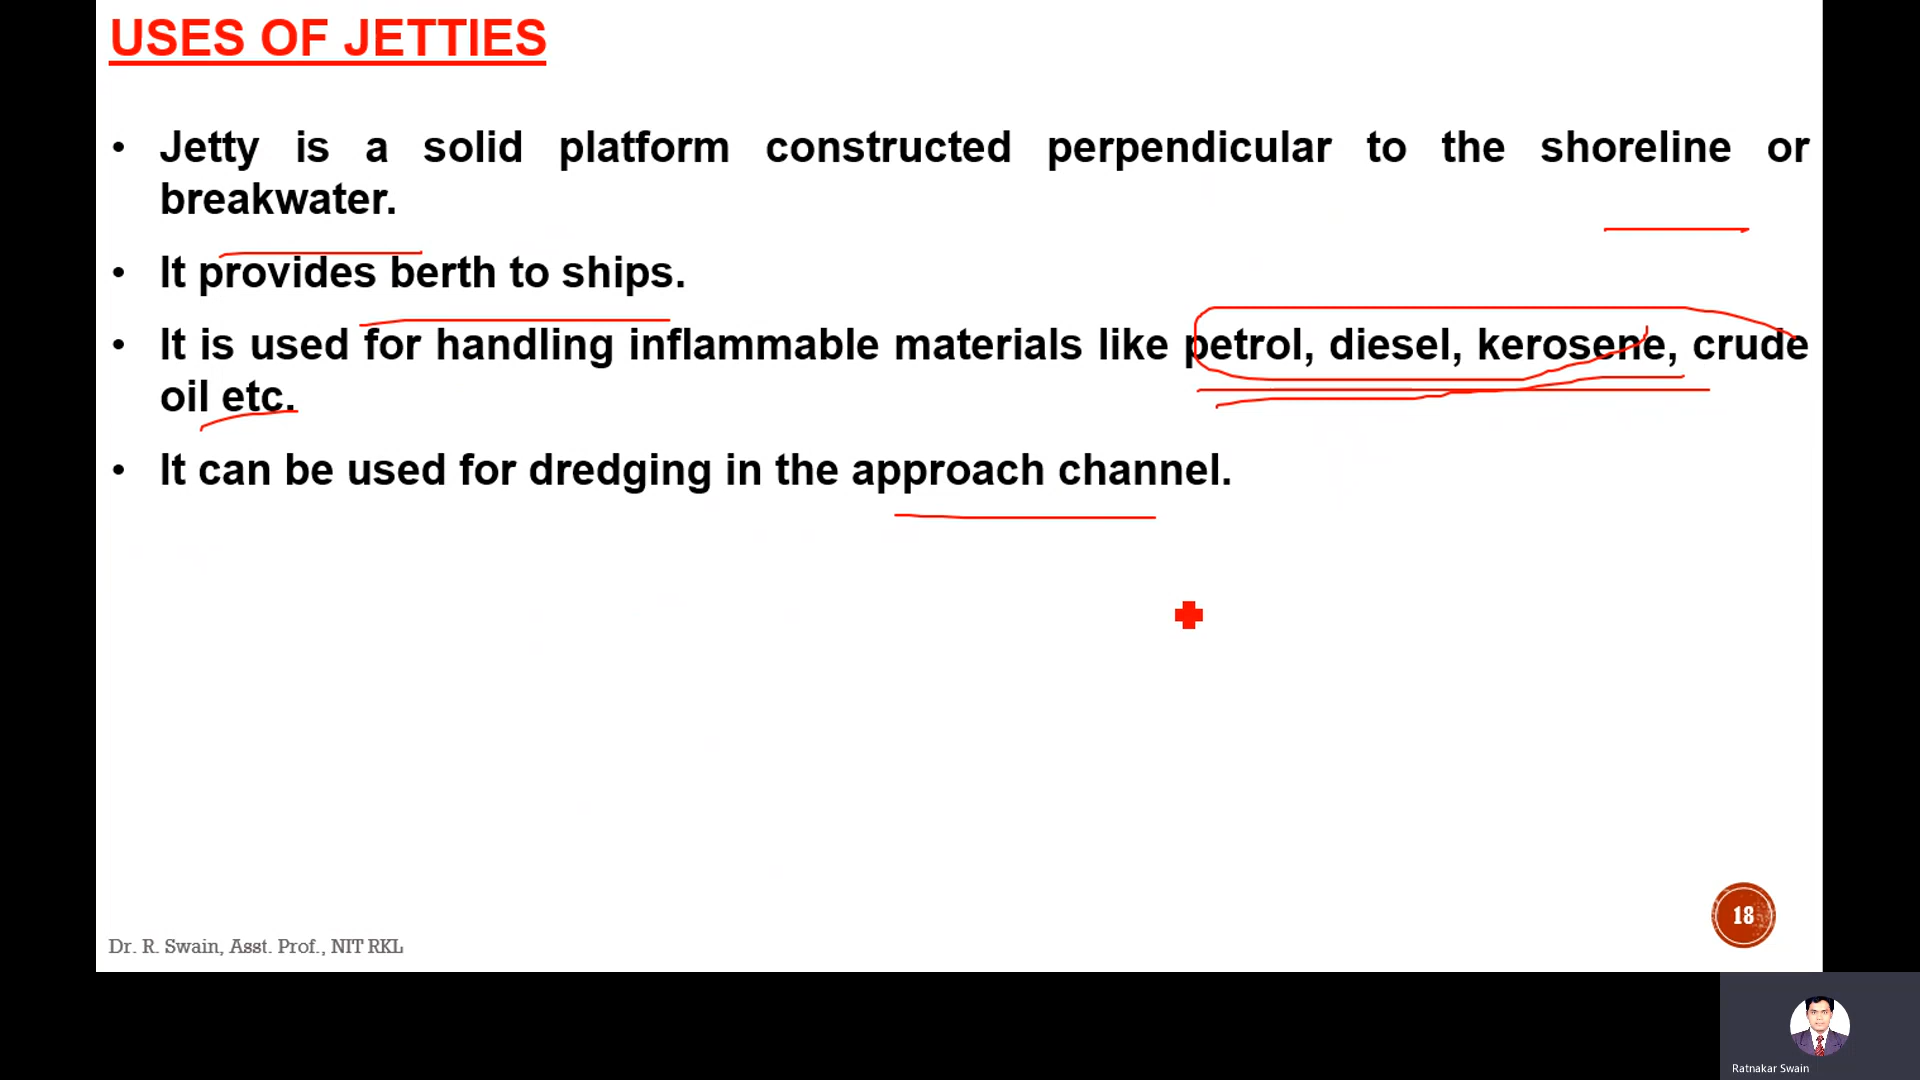 USES OF JETTIES
• Jetty is a solid platform constructed perpendicular to the shoreline or
breakwater.
• It provides berth to ships.
• It is used for handling inflammable materials like petrol, diesel, kerosene, crude
oil etc.
• It can be used for dredging in the approach channel.
18
Dr. R. Swain, Asst. Prof., NIT RKL
Ratnakar Swain